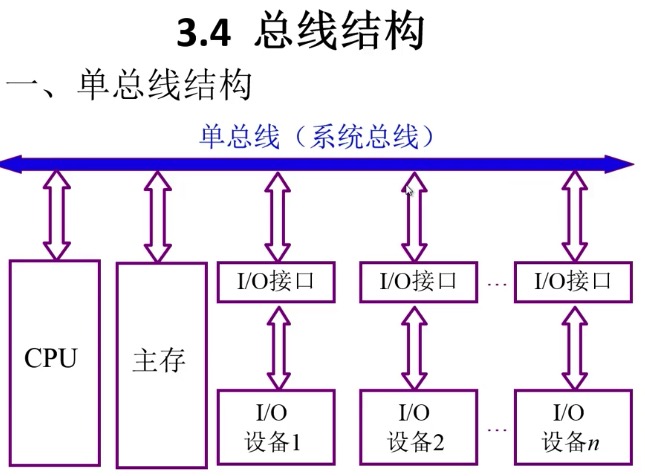 3.4 总线结构
一、单总线结构
单总线（系统总线）
I/O接口 I/O接口 … I/O接口
CPU 主存
I/O 设备1
I/O 设备2
…
I/O 设备n